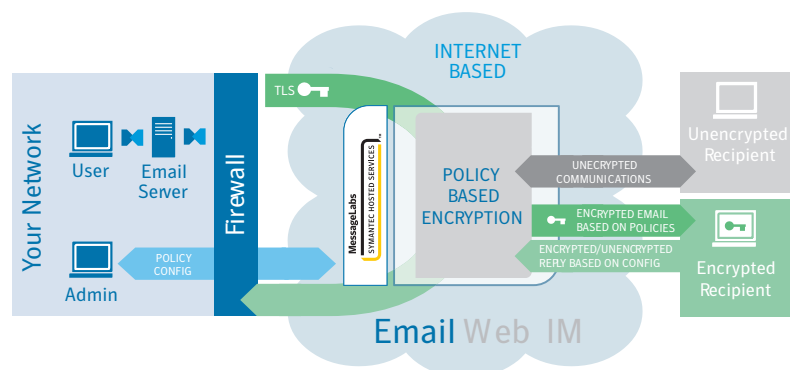 Your Network
User
Email
Server
Admin
POLICY
CONFIG
Firewall
TLS
INTERNET
BASED
MessageLabs
SYMANTEC HOSTED SERVICES™
POLICY
BASED
ENCRYPTION
UNECRYPTED
COMMUNICATIONS
ENCRYPTED EMAIL
BASED ON POLICIES
ENCRYPTED/UNENCRYPTED
REPLY BASED ON CONFIG
Unencrypted
Recipient
Encrypted
Recipient
Email Web IM